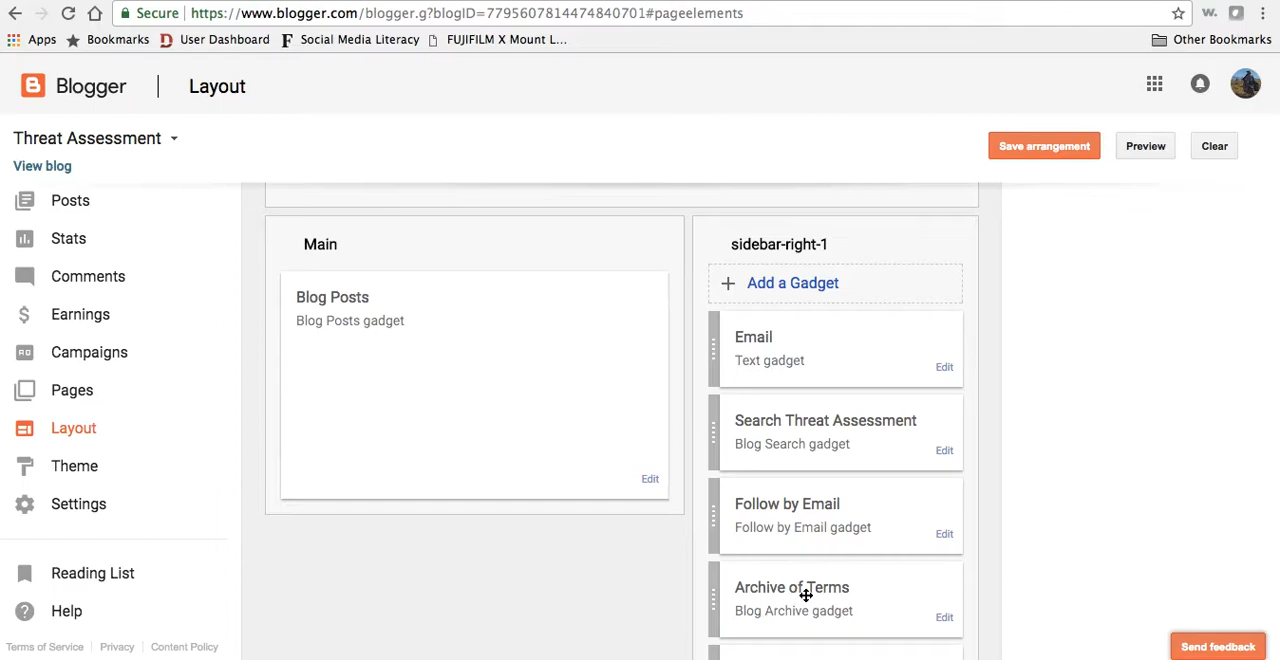 Secure https://www.blogger.com/blogger.g?blogID=7795607814474840701#pageelements
W.
Apps Bookmarks User Dashboard Social Media Literacy FUJIFILM X Mount L... Other Bookmarks
Blogger | Layout
Threat Assessment
View blog
Save arrangement Preview Clear
Posts
Stats
Comments
Earnings
Campaigns
Pages
Layout
Theme
Settings
Reading List
Help
Terms of Service Privacy Content Policy
Main
Blog Posts
Blog Posts gadget
Edit
sidebar-right-1
+ Add a Gadget
Email
Text gadget
Edit
Search Threat Assessment
Blog Search gadget
Edit
Follow by Email
Follow by Email gadget
Edit
Archive of Terms
Blog Archive gadget
Edit
Send feedback